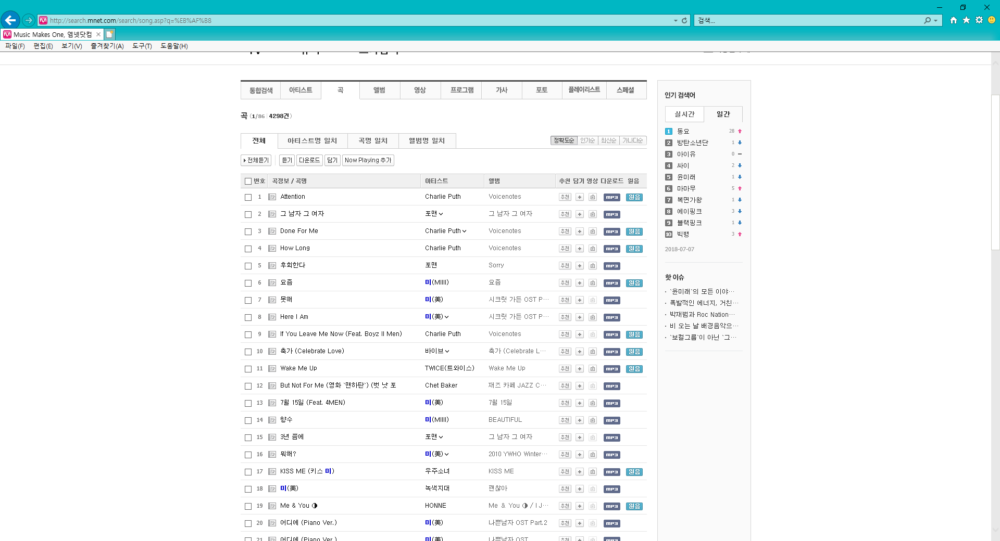 http://search.mnet.com/search/song.asp?q=%EB%AF%B8
검색...
Music Makes One, 엠넷닷컴
파일(F) 편집(E) 보기(V) 즐겨찾기(A) 도구(T) 도움말(H)
통합검색 아티스트 곡 앨범 영상 프로그램 가사 포토 플레이리스트 스페셜
곡 (1/86 | 4298건)
전체 아티스트명 일치 곡명 일치 앨범명 일치
정확도순 인기순 최신순 가나다순
전체듣기 듣기 다운로드 담기 Now Playing 추가
번호 곡정보 / 곡명 아티스트 앨범 추천 담기 영상 다운로드 원음
1 Attention Charlie Puth Voicenotes 추천 MP3 원음
2 그 남자 그 여자 포맨 그 남자 그 여자 추천 MP3
3 Done For Me Charlie Puth Voicenotes 추천 MP3 원음
4 How Long Charlie Puth Voicenotes 추천 MP3 원음
5 후회한다 포맨 Sorry 추천 MP3
6 요즘 미(MIIII) 요즘 추천 MP3 원음
7 못해 미(美) 시크릿 가든 OST P··· 추천 MP3
8 Here I Am 미(美) 시크릿 가든 OST P··· 추천 MP3
9 If You Leave Me Now (Feat. Boyz II Men) Charlie Puth Voicenotes 추천 MP3 원음
10 축가 (Celebrate Love) 바이브 축가 (Celebrate L··· 추천 MP3 원음
11 Wake Me Up TWICE(트와이스) Wake Me Up 추천 MP3 원음
12 But Not For Me (영화 `맨하탄`) (벗 낫 포 Chet Baker 재즈 카페 JAZZ C··· 추천 MP3
13 7월 15일 (Feat. 4MEN) 미(美) 7월 15일 추천 MP3
14 향수 미(MIIII) BEAUTIFUL 추천 MP3
15 3년 쯤에 포맨 그 남자 그 여자 추천 MP3
16 뭐해? 미(美) 2010 YWHO Winter··· 추천 MP3
17 KISS ME (키스 미) 우주소녀 KISS ME 추천 MP3 원음
18 미(美) 녹색지대 괜찮아 추천 MP3
19 Me & You ◑ HONNE Me & You ◑ / I J··· 추천 MP3 원음
20 어디에 (Piano Ver.) 미(美) 나쁜남자 OST Part.2 추천 MP3
21 어디에 (Piano Ver.) 미(美) 나쁜남자 OST 추천 MP3
인기 검색어
실시간 일간
1 동요 28
2 방탄소년단 1
3 아이유 0
4 싸이 2
5 윤미래 1
6 마마무 5
7 복면가왕 1
8 에이핑크 3
9 블랙핑크 1
10 빅뱅 3
2018-07-07
핫 이슈
· `윤미래`의 모든 이야···
· 폭발적인 에너지, 거친···
· 박재범과 Roc Nation···
· 비 오는 날 배경음악으···
· `보컬그룹`이 아닌 `그···